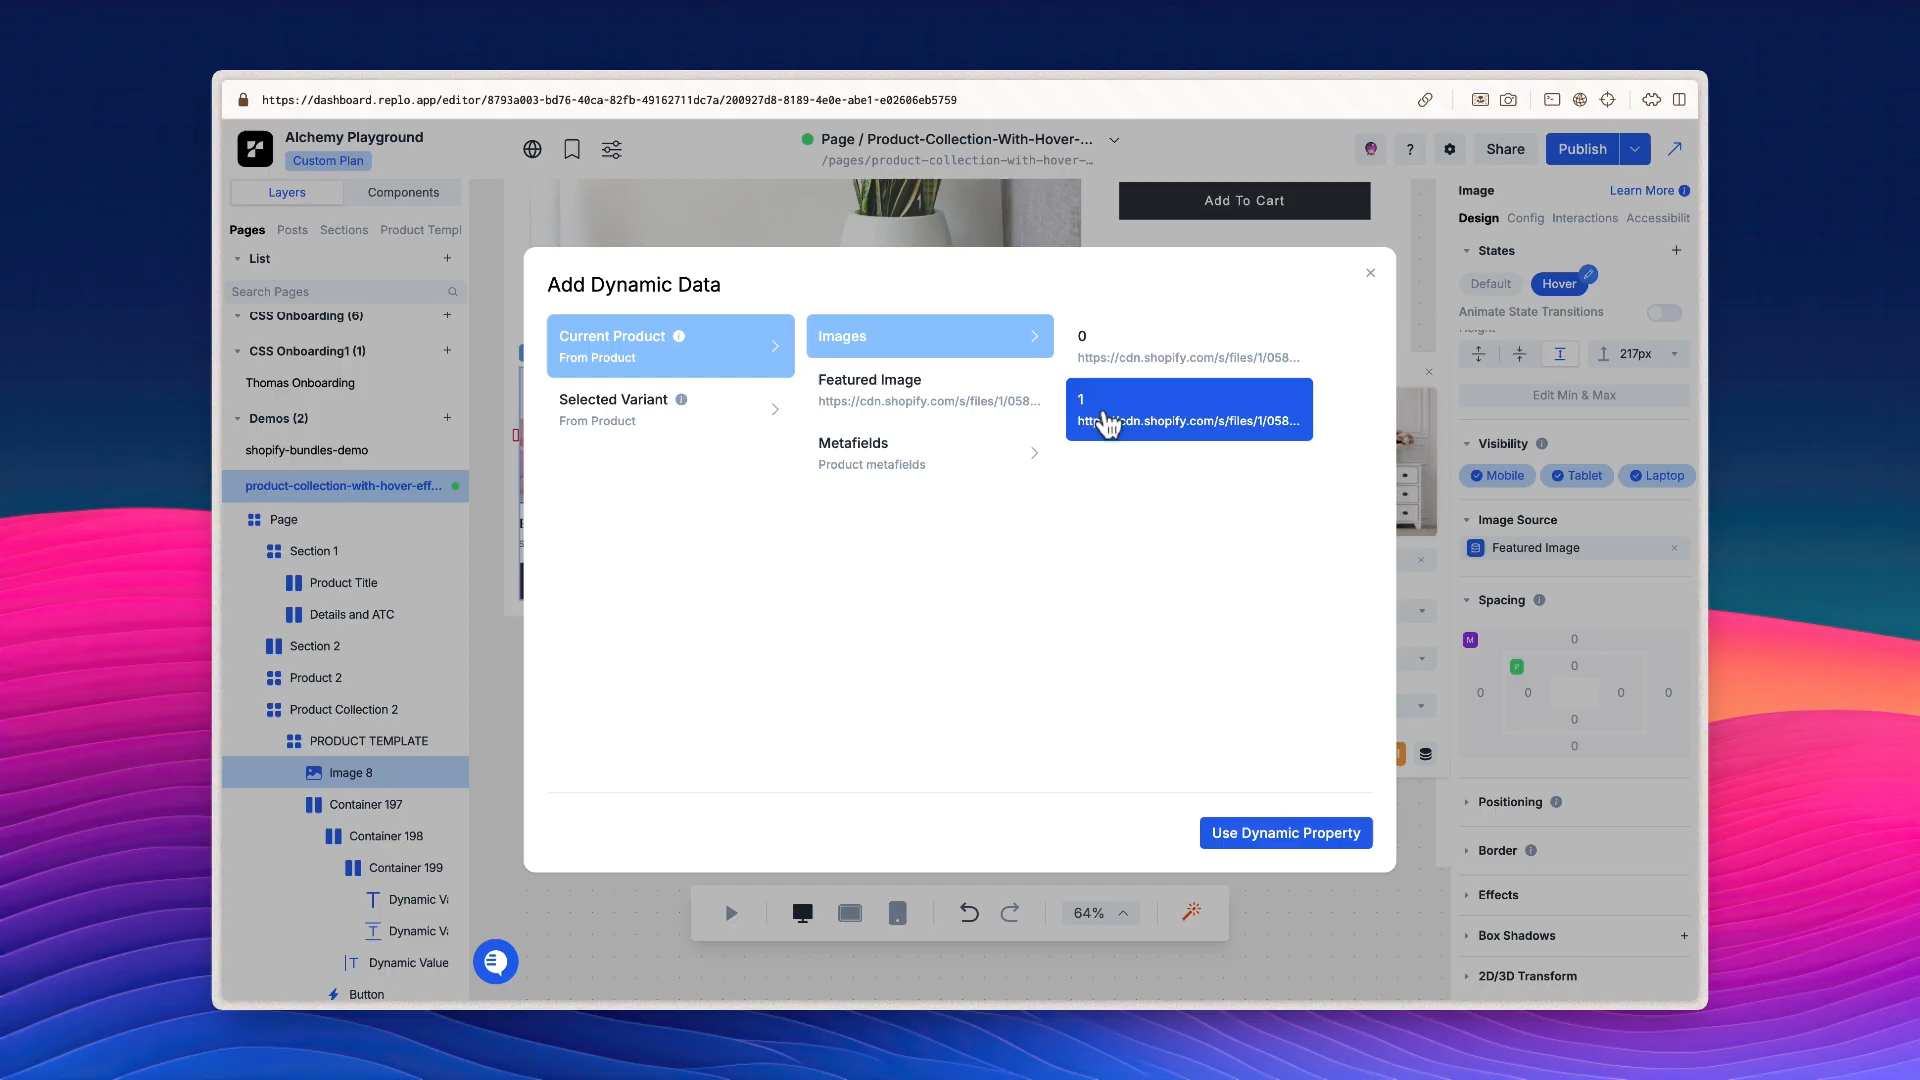 https://dashboard.replo.app/editor/8793a003-bd76-40ca-82fb-49162711dc7a/200927d8-8189-4e0e-abe1-e02606eb5759
Alchemy Playground
Custom Plan
Page / Product-Collection-With-Hover-...
/pages/product-collection-with-hover-...
?
Share
Publish
Layers
Components
Pages
Posts
Sections
Product Templ
List
Search Pages
CSS Onboarding (6)
CSS Onboarding1 (1)
Thomas Onboarding
Demos (2)
shopify-bundles-demo
product-collection-with-hover-eff...
Page
Section 1
Product Title
Details and ATC
Section 2
Product 2
Product Collection 2
PRODUCT TEMPLATE
Image 8
Container 197
Container 198
Container 199
Dynamic Va
Dynamic Va
Dynamic Value
Button
Add To Cart
Add Dynamic Data
Current Product
From Product
Selected Variant
From Product
Images
Featured Image
https://cdn.shopify.com/s/files/1/058...
Metafields
Product metafields
0
https://cdn.shopify.com/s/files/1/058...
1
Use Dynamic Property
64%
Image
Learn More
Design
Config
Interactions
Accessibilit
States
Default
Hover
Animate State Transitions
217px
Edit Min & Max
Visibility
Mobile
Tablet
Laptop
Image Source
Featured Image
Spacing
M
0
P
0
0
0
0
0
0
0
Positioning
Border
Effects
Box Shadows
2D/3D Transform